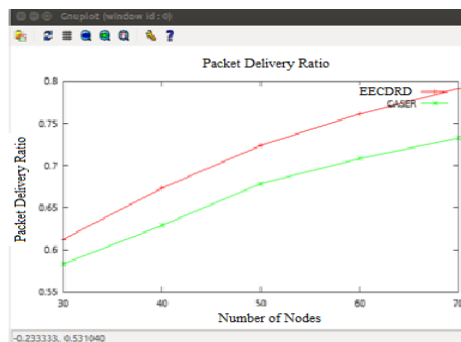 Gnuplot (window id : 0)
Packet Delivery Ratio
0.8
0.75
0.7
0.65
0.6
0.55
Packet Delivery Ratio
EECDRD
CASER
30
40
50
60
70
Number of Nodes
-0.233333, 0.531040